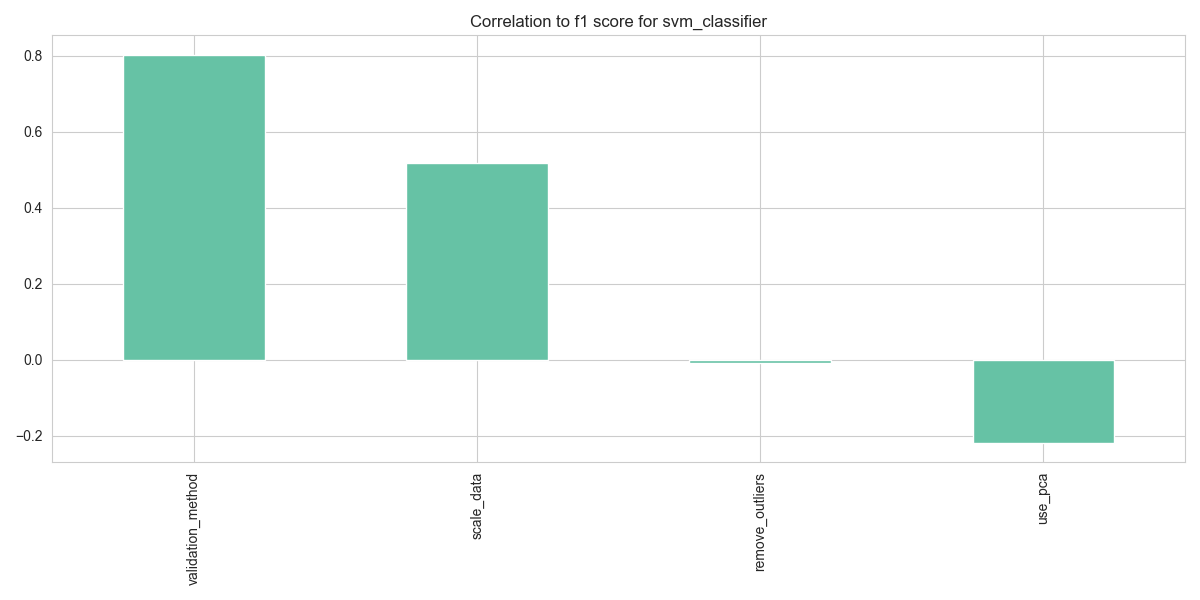 Correlation to f1 score for svm_classifier
0.8
0.6
0.4
0.2
0.0
−0.2
validation_method
scale_data
remove_outliers
use_pca